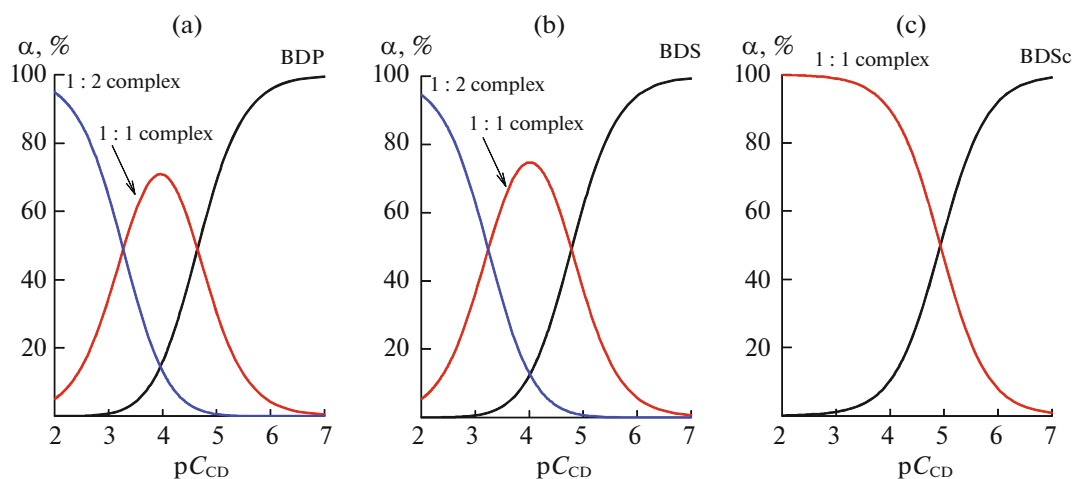 (a)
α, %
BDP
100
1 : 2 complex
1 : 1 complex
80
60
40
20
2 3 4 5 6 7
pC_CD
(b)
α, %
BDS
100
1 : 2 complex
1 : 1 complex
80
60
40
20
2 3 4 5 6 7
pC_CD
(c)
α, %
BDSc
1 : 1 complex
100
80
60
40
20
2 3 4 5 6 7
pC_CD